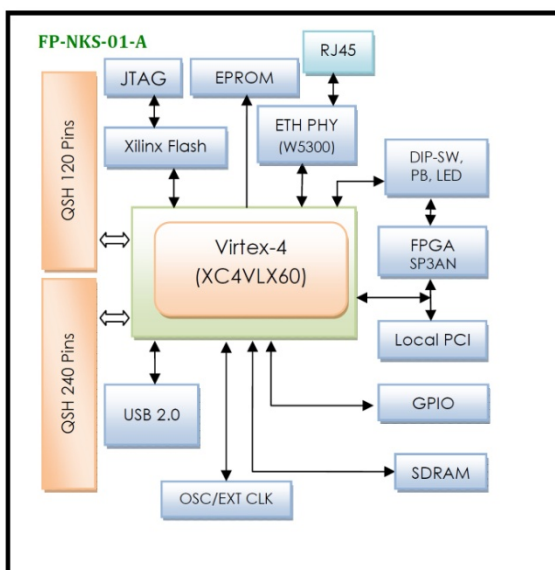 FP-NKS-01-A
RJ45
JTAG
EPROM
QSH 120 Pins
Xilinx Flash
ETH PHY
(W5300)
DIP-SW,
PB, LED
Virtex-4
(XC4VLX60)
FPGA
SP3AN
QSH 240 Pins
Local PCI
USB 2.0
GPIO
SDRAM
OSC/EXT CLK